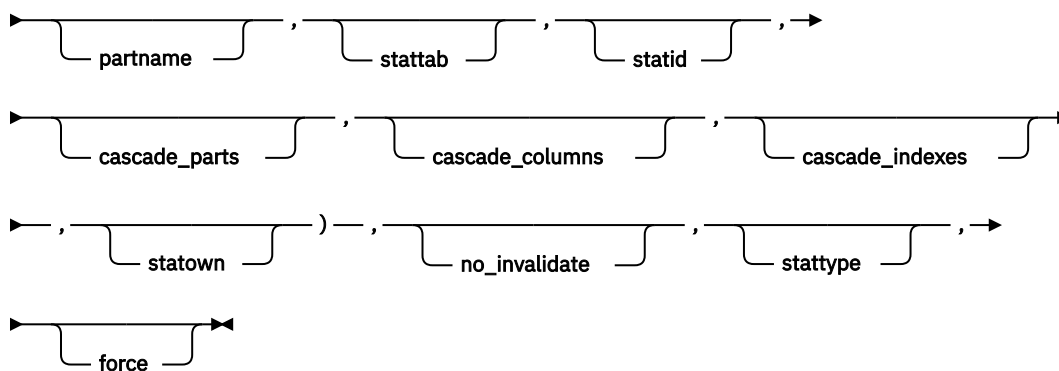 partname , stattab , statid ,
cascade_parts , cascade_columns , cascade_indexes
, statown ) , no_invalidate , stattype ,
force